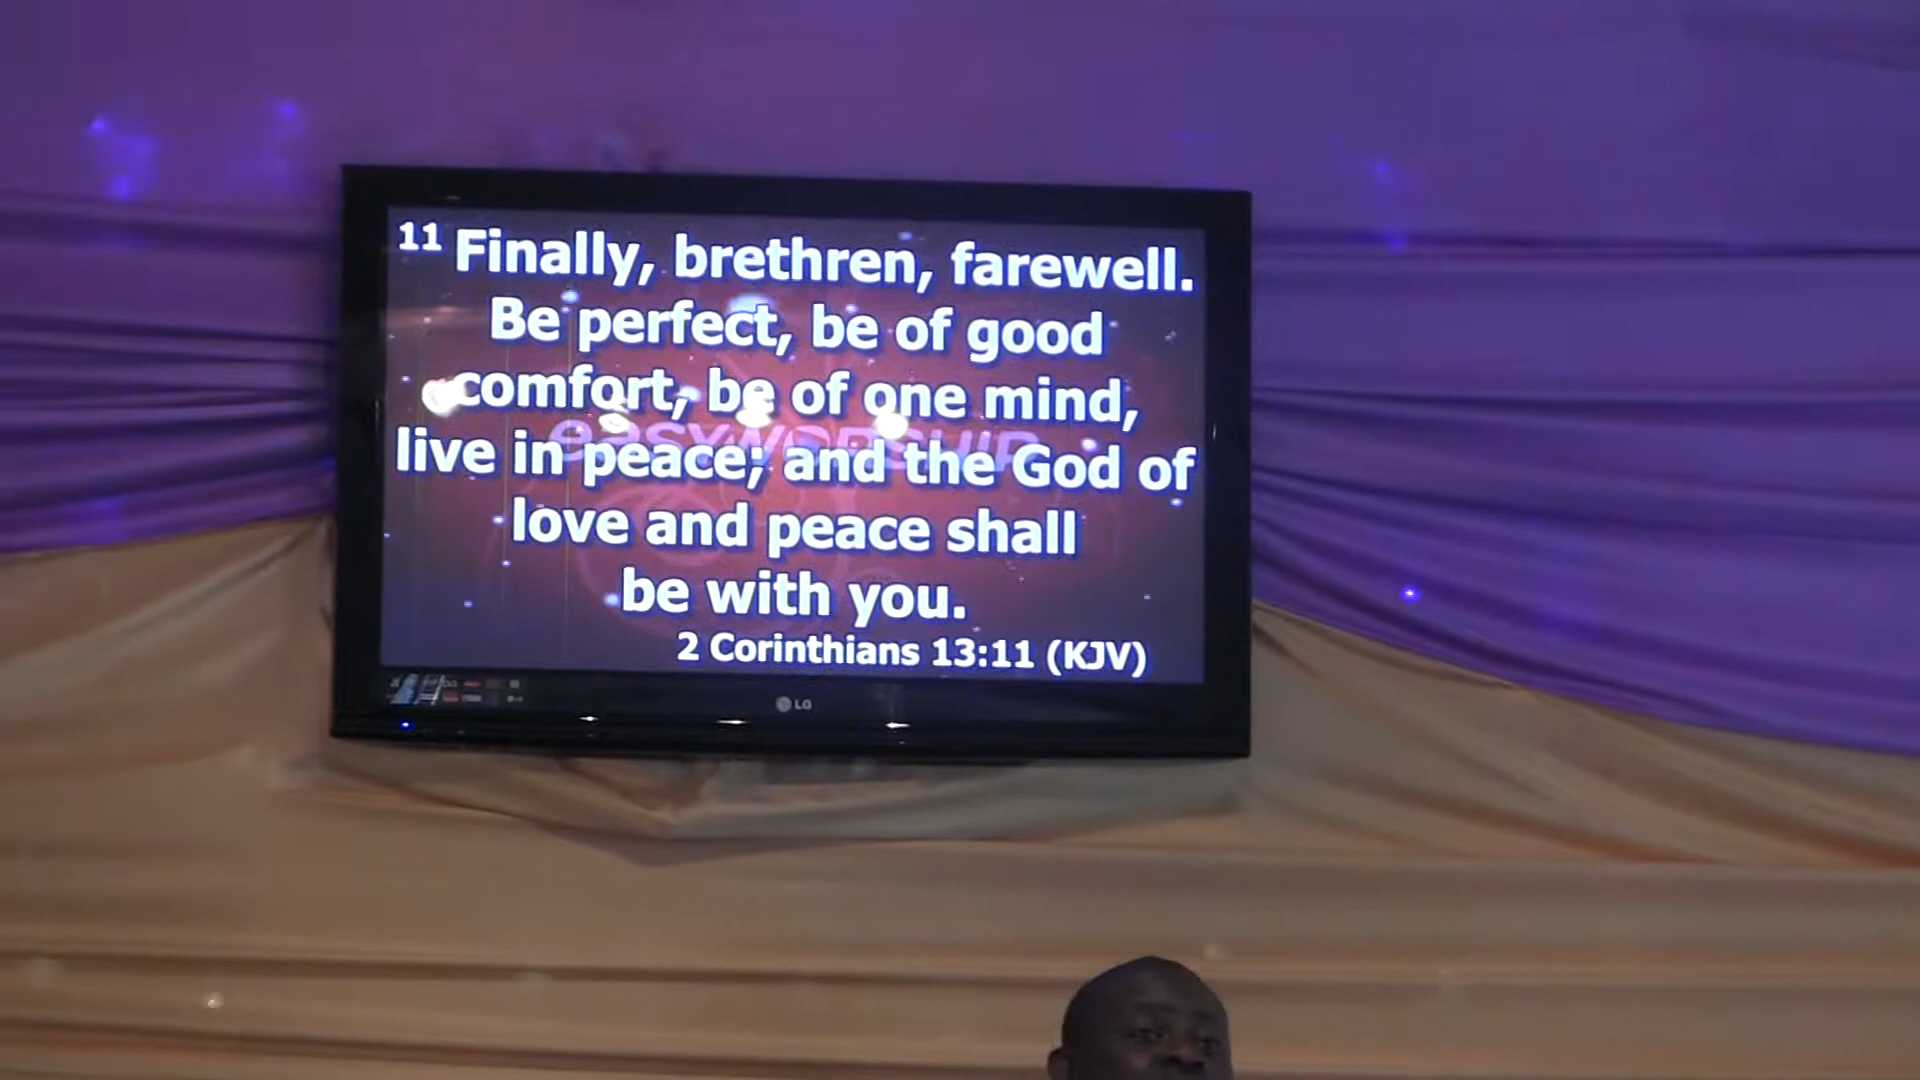 11 Finally, brethren, farewell.
Be perfect, be of good
comfort, be of one mind,
easyworship
live in peace; and the God of
love and peace shall
be with you.
2 Corinthians 13:11 (KJV)
LG